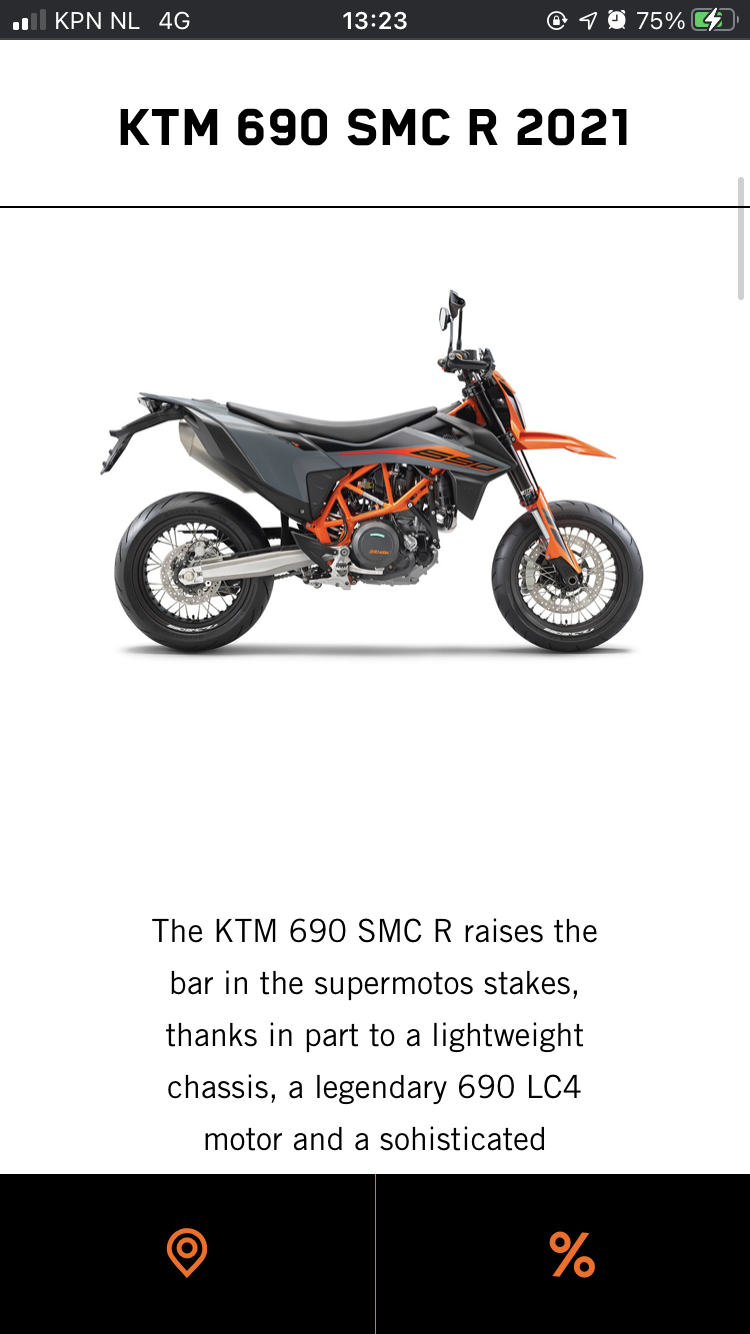 KPN NL 4G 13:23 75%
KTM 690 SMC R 2021
690
The KTM 690 SMC R raises the
bar in the supermotos stakes,
thanks in part to a lightweight
chassis, a legendary 690 LC4
motor and a sohisticated
%